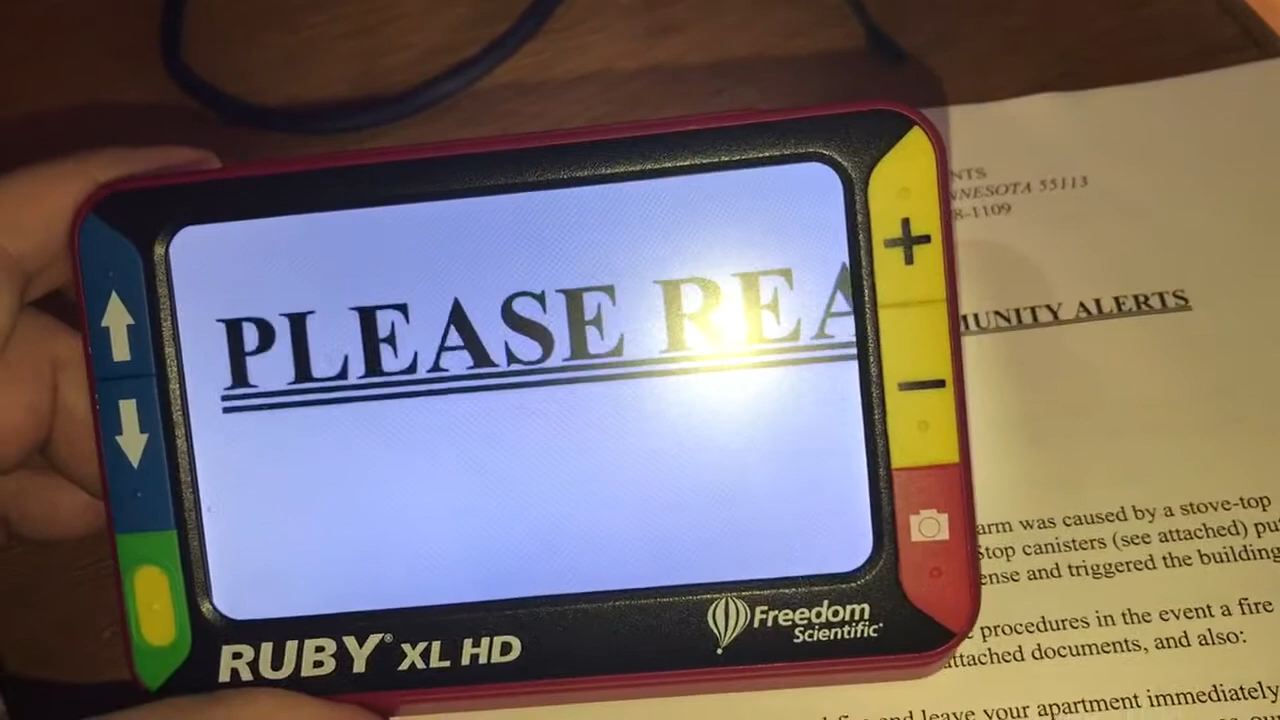 NTS
NNESOTA 55113
8-1109
MUNITY ALERTS
PLEASE REA
+
−
arm was caused by a stove-top
Stop canisters (see attached) pu
ense and triggered the building
procedures in the event a fire
attached documents, and also:
and leave your apartment immediately
RUBY® XL HD
Freedom
Scientific®